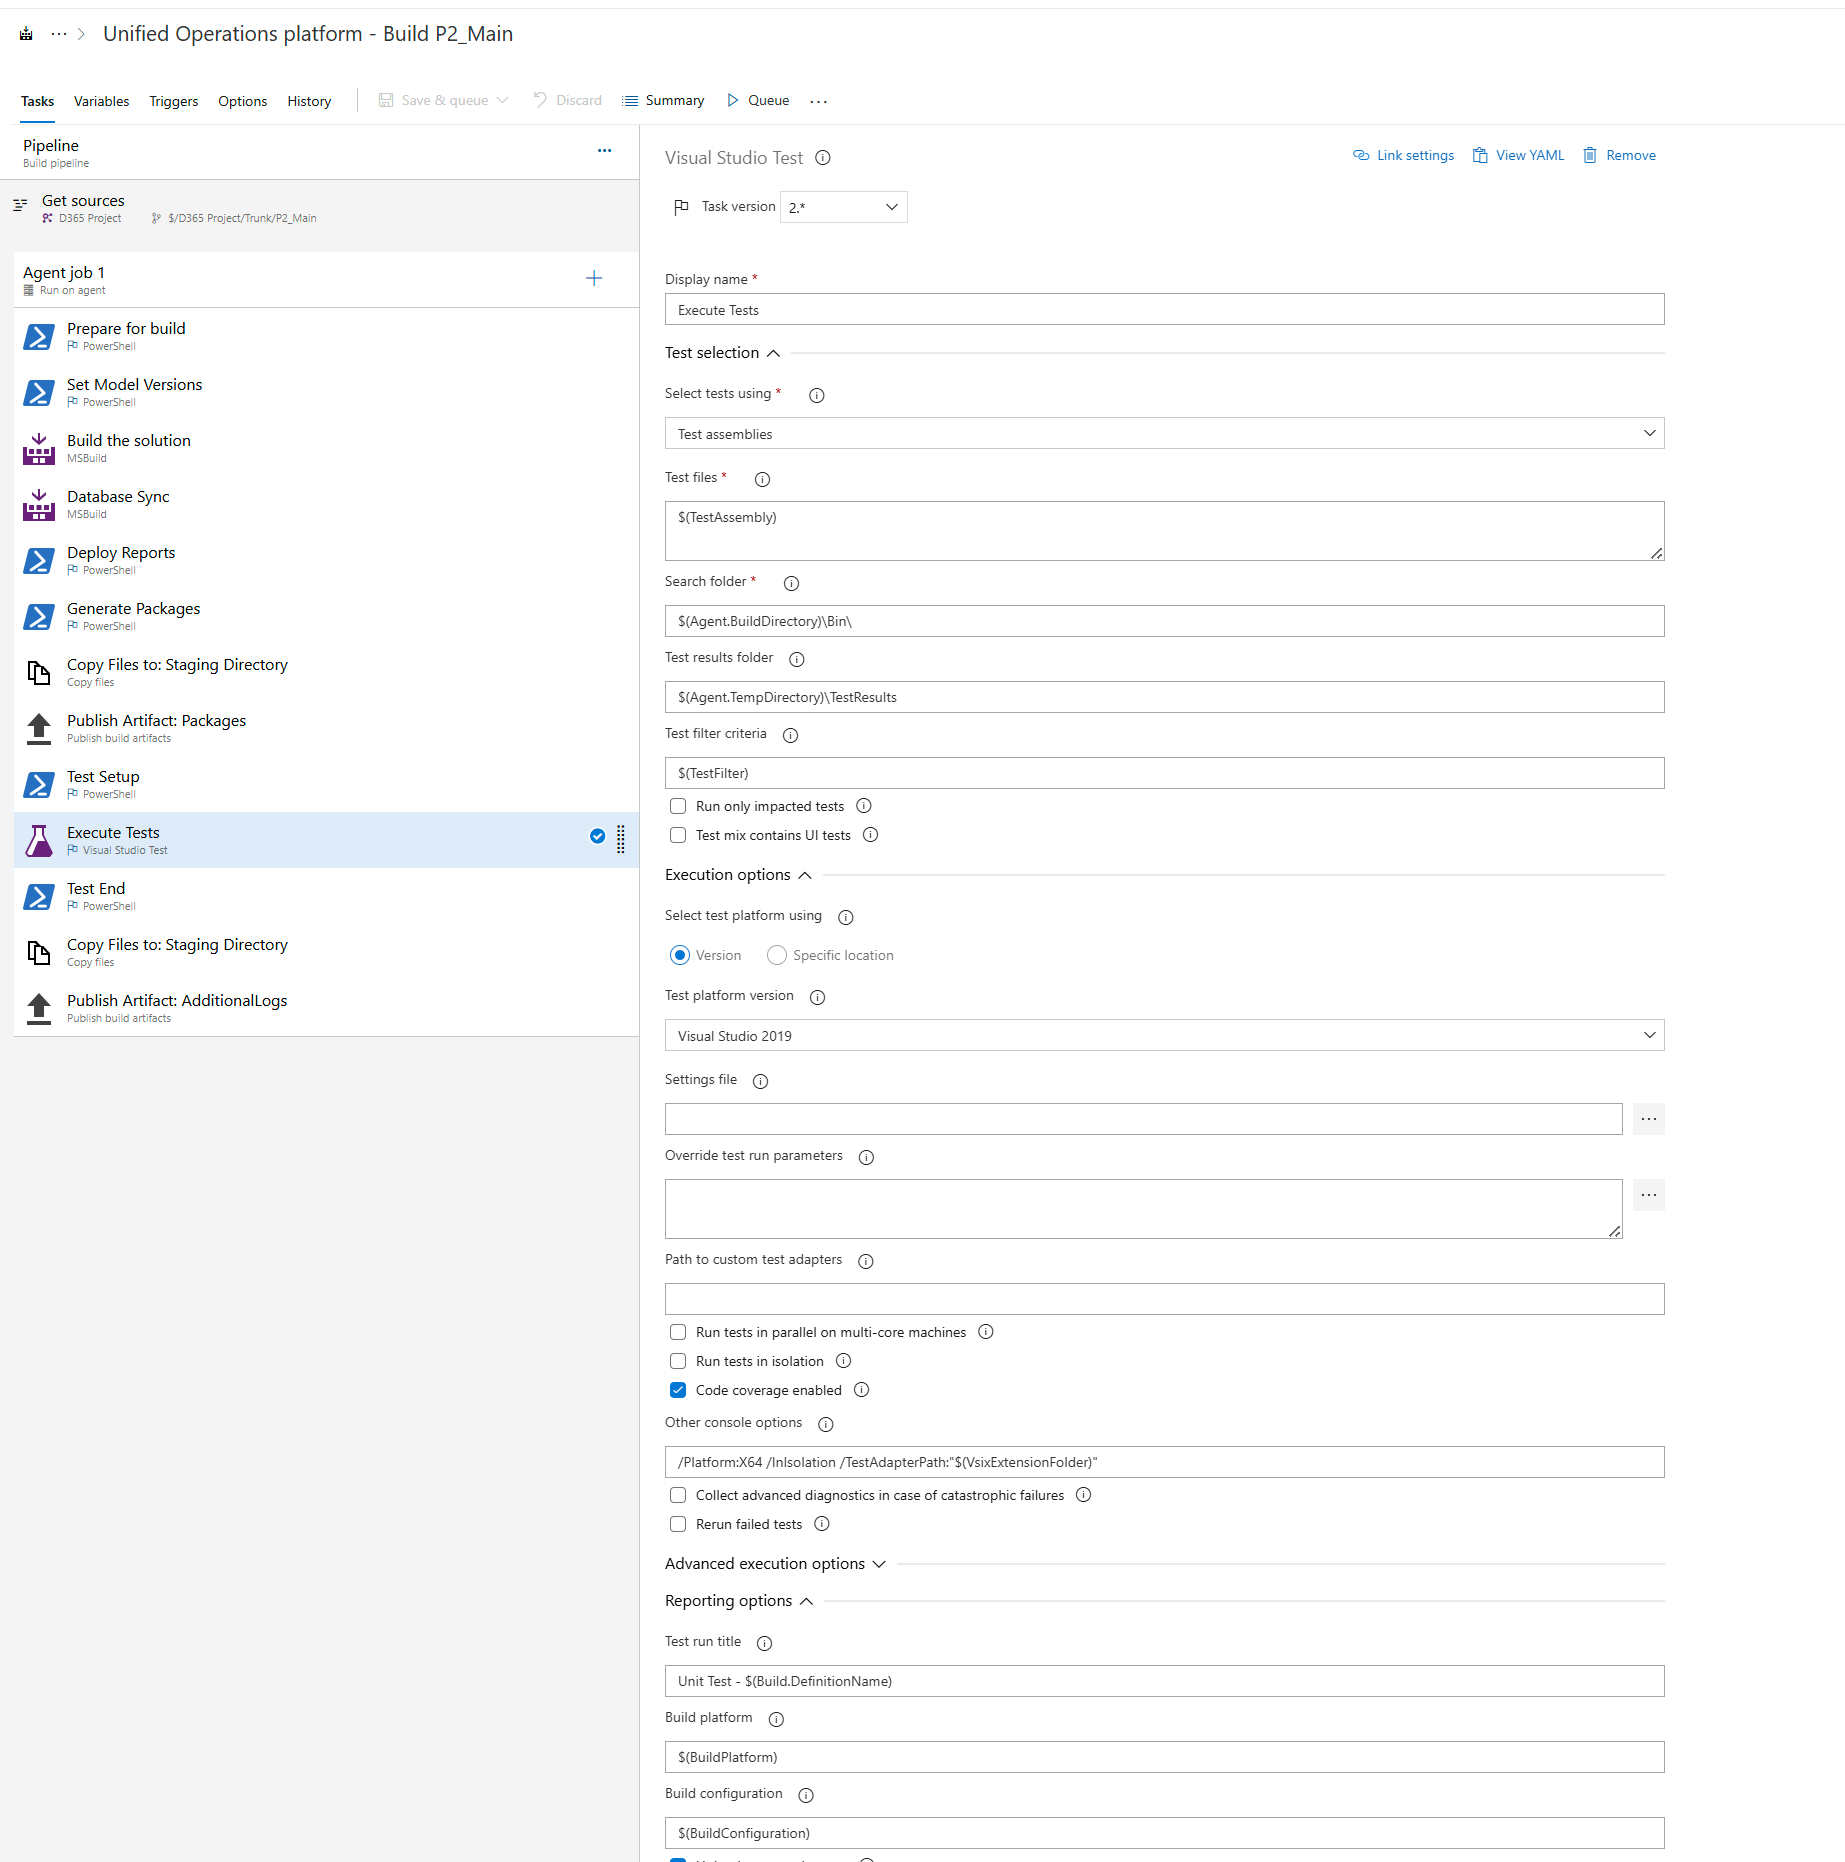 Unified Operations platform - Build P2_Main
Tasks Variables Triggers Options History Save & queue Discard Summary Queue
Pipeline
Build pipeline
Get sources
D365 Project $/D365 Project/Trunk/P2_Main
Agent job 1
Run on agent
Prepare for build
PowerShell
Set Model Versions
PowerShell
Build the solution
MSBuild
Database Sync
MSBuild
Deploy Reports
PowerShell
Generate Packages
PowerShell
Copy Files to: Staging Directory
Copy files
Publish Artifact: Packages
Publish build artifacts
Test Setup
PowerShell
Execute Tests
Visual Studio Test
Test End
PowerShell
Copy Files to: Staging Directory
Copy files
Publish Artifact: AdditionalLogs
Publish build artifacts
Visual Studio Test
Link settings View YAML Remove
Task version 2.*
Display name *
Execute Tests
Test selection
Select tests using *
Test assemblies
Test files *
$(TestAssembly)
Search folder *
$(Agent.BuildDirectory)\Bin\
Test results folder
$(Agent.TempDirectory)\TestResults
Test filter criteria
$(TestFilter)
Run only impacted tests
Test mix contains UI tests
Execution options
Select test platform using
Version Specific location
Test platform version
Visual Studio 2019
Settings file
Override test run parameters
Path to custom test adapters
Run tests in parallel on multi-core machines
Run tests in isolation
Code coverage enabled
Other console options
/Platform:X64 /InIsolation /TestAdapterPath:"$(VsixExtensionFolder)"
Collect advanced diagnostics in case of catastrophic failures
Rerun failed tests
Advanced execution options
Reporting options
Test run title
Unit Test - $(Build.DefinitionName)
Build platform
$(BuildPlatform)
Build configuration
$(BuildConfiguration)